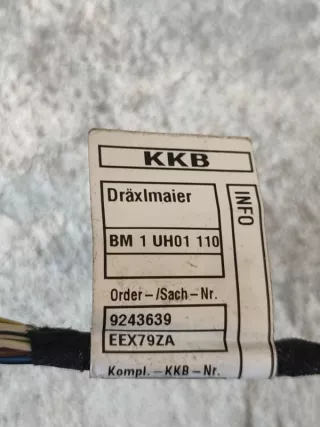 KKB
Dräxlmaier
INFO
BM 1 UH01 110
Order-/Sach-Nr.
9243639
EEX79ZA
Kompl.-KKB-Nr.